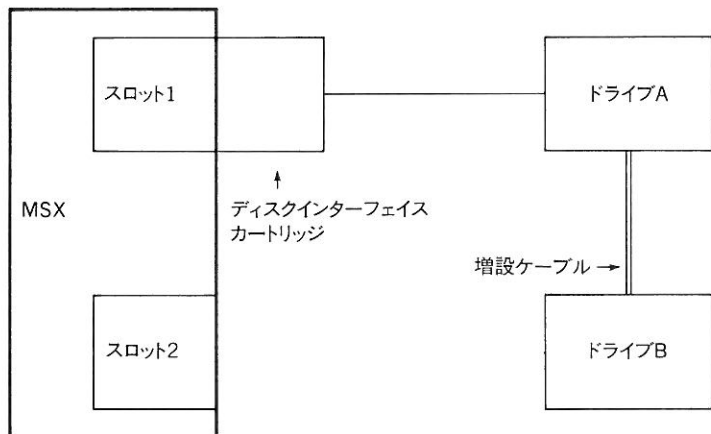 スロット1
ドライブA
MSX
↑
ディスクインターフェイス
カートリッジ
増設ケーブル→
スロット2
ドライブB